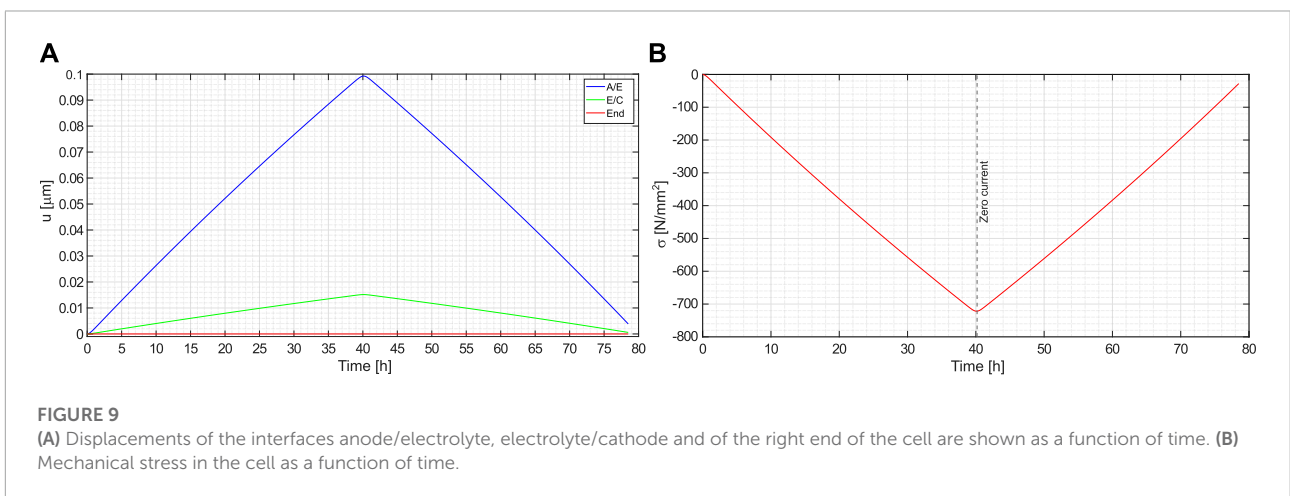 A
B
0.1
0.09
0.08
0.07
0.06
0.05
0.04
0.03
0.02
0.01
0
u [μm]
A/E
E/C
End
0 5 10 15 20 25 30 35 40 45 50 55 60 65 70 75 80
Time [h]
0
-100
-200
-300
-400
-500
-600
-700
-800
σ [N/mm²]
Zero current
0 10 20 30 40 50 60 70 80
Time [h]
FIGURE 9
(A) Displacements of the interfaces anode/electrolyte, electrolyte/cathode and of the right end of the cell are shown as a function of time. (B)
Mechanical stress in the cell as a function of time.